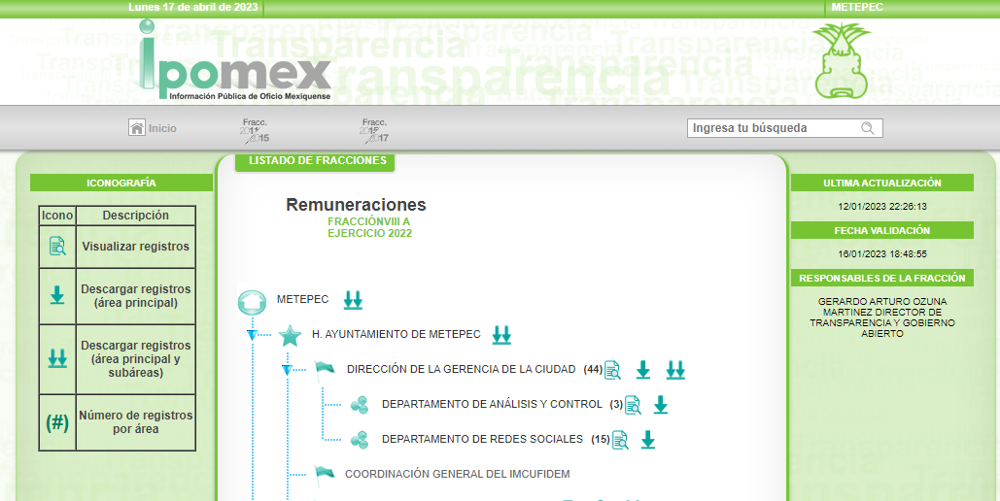 Lunes 17 de abril de 2023
METEPEC
ipomex
Información Pública de Oficio Mexiquense
Transparencia
Inicio
Fracc.
2011
2015
Fracc.
2017
Ingresa tu búsqueda
LISTADO DE FRACCIONES
ICONOGRAFÍA
Icono Descripción
Visualizar registros
Descargar registros
(área principal)
Descargar registros
(área principal y
subáreas)
(#) Número de registros
por área
Remuneraciones
FRACCIÓNVIII A
EJERCICIO 2022
METEPEC
H. AYUNTAMIENTO DE METEPEC
DIRECCIÓN DE LA GERENCIA DE LA CIUDAD (44)
DEPARTAMENTO DE ANÁLISIS Y CONTROL (3)
DEPARTAMENTO DE REDES SOCIALES (15)
COORDINACIÓN GENERAL DEL IMCUFIDEM
ULTIMA ACTUALIZACIÓN
12/01/2023 22:26:13
FECHA VALIDACIÓN
16/01/2023 18:48:55
RESPONSABLES DE LA FRACCIÓN
GERARDO ARTURO OZUNA
MARTINEZ DIRECTOR DE
TRANSPARENCIA Y GOBIERNO
ABIERTO